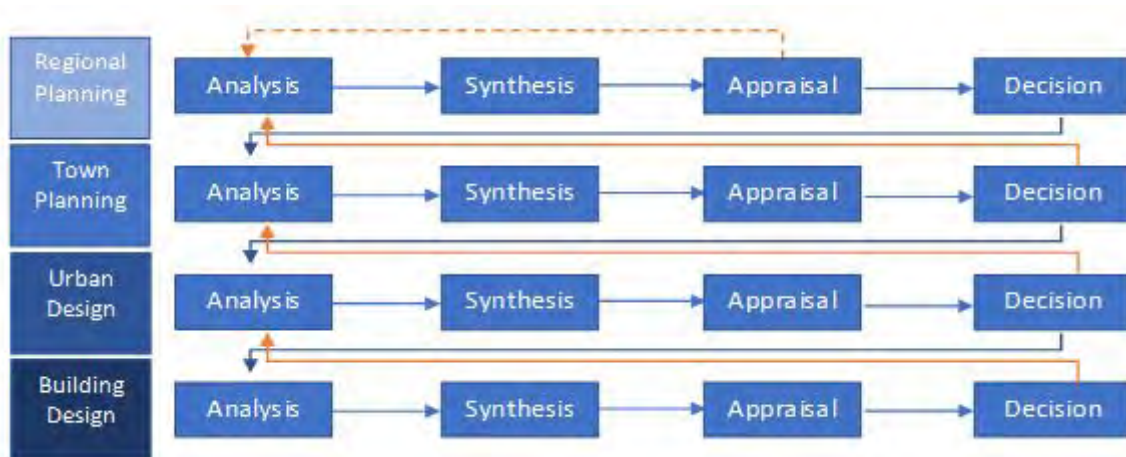 Regional
Planning
Analysis
Synthesis
Appraisal
Decision
Town
Planning
Analysis
Synthesis
Appraisal
Decision
Urban
Design
Analysis
Synthesis
Appraisal
Decision
Building
Design
Analysis
Synthesis
Appraisal
Decision